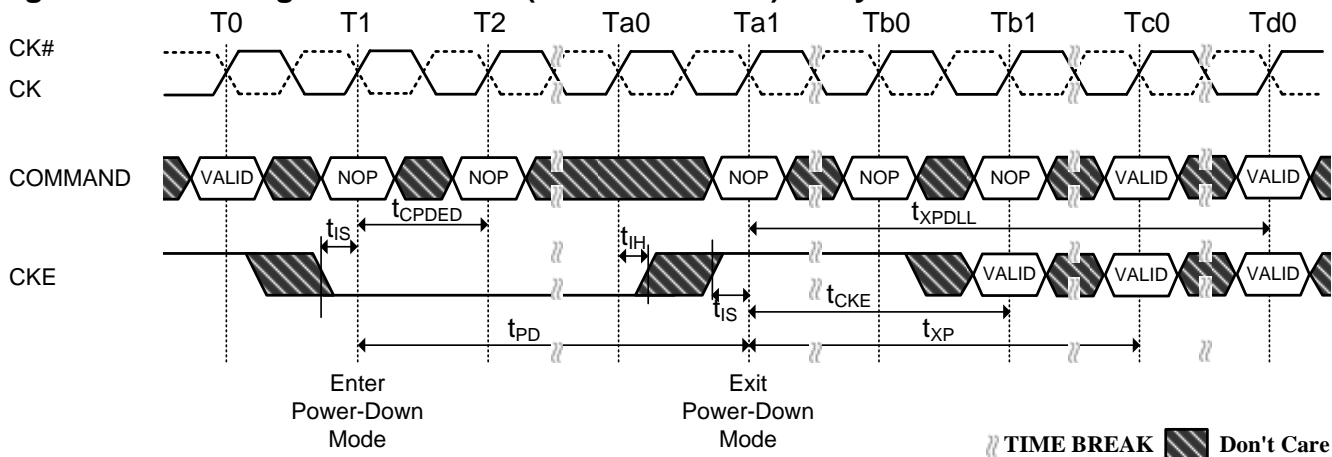 T0 T1 T2 Ta0 Ta1 Tb0 Tb1 Tc0 Td0
CK#
CK
COMMAND
VALID NOP NOP NOP NOP NOP VALID VALID
tCPDED
tXPDLL
tIS
tIH
CKE
VALID VALID VALID
tIS
tCKE
tPD
tXP
Enter
Power-Down
Mode
Exit
Power-Down
Mode
TIME BREAK Don't Care